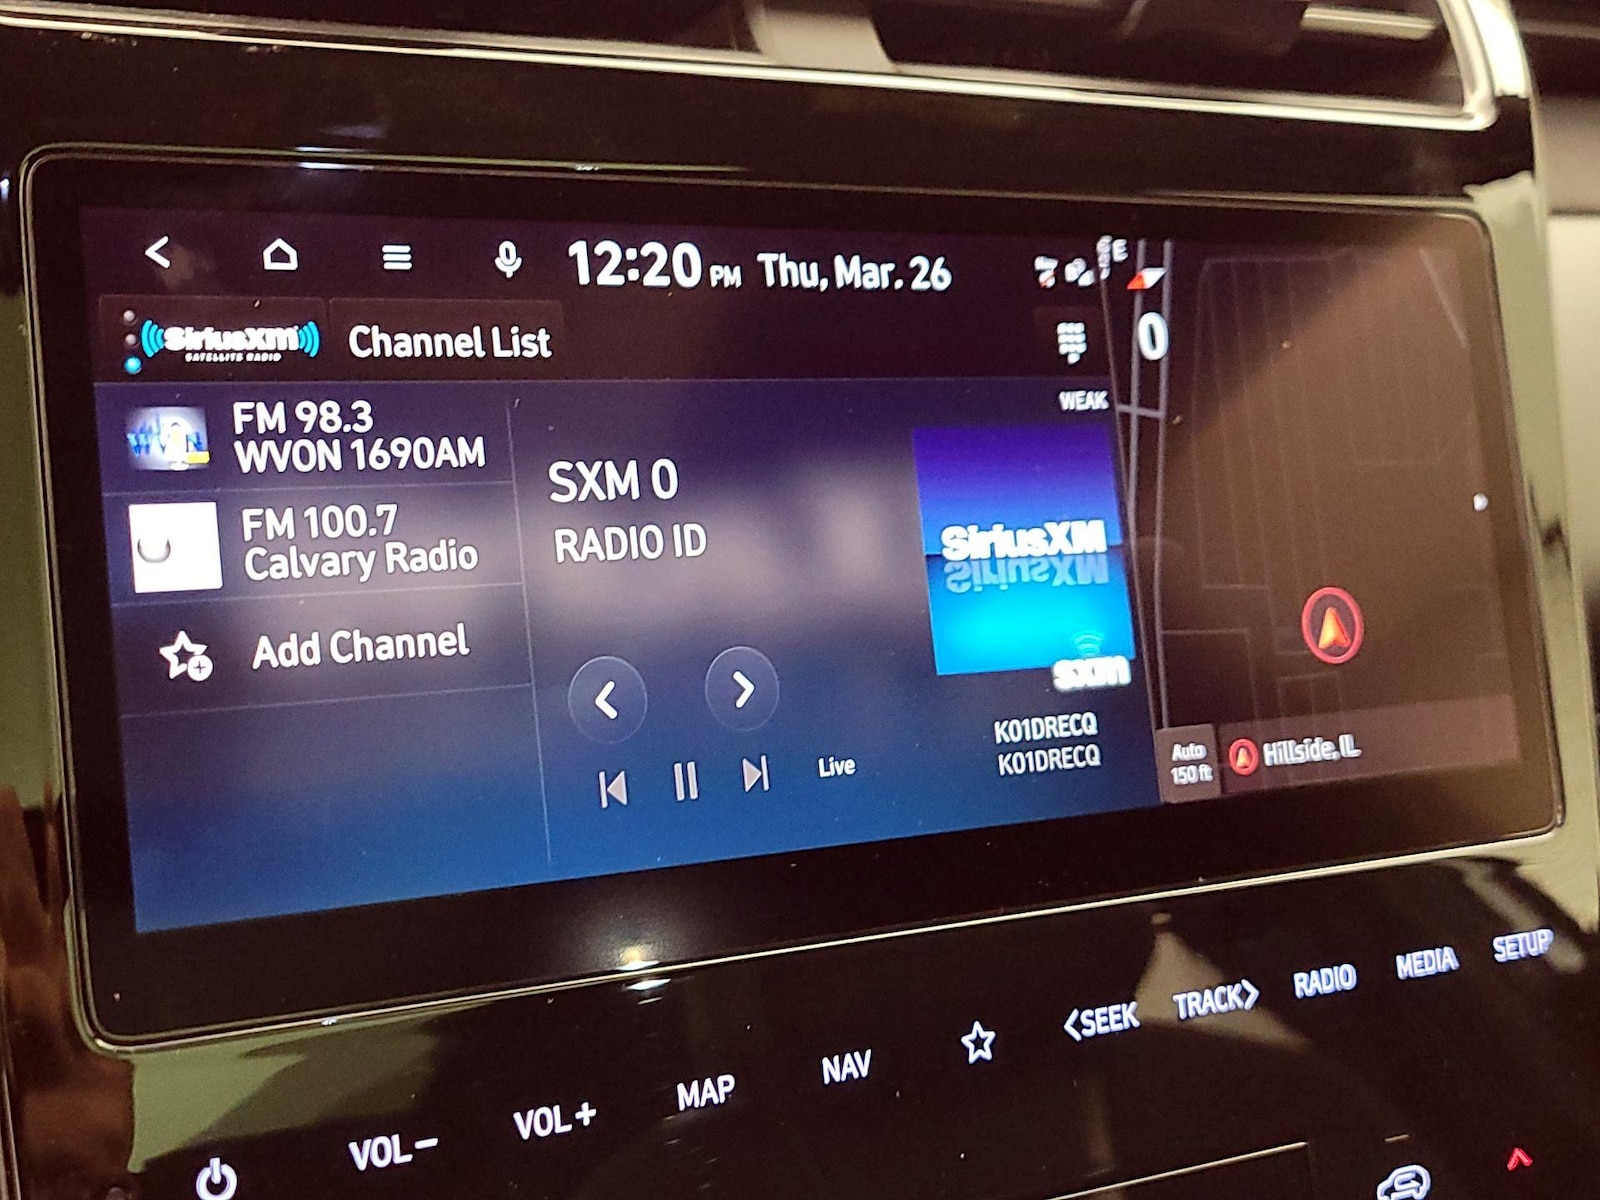 12:20 PM Thu, Mar. 26
E
SiriusXM
SATELLITE RADIO
Channel List
0
WEAK
FM 98.3
WVON 1690AM
FM 100.7
Calvary Radio
Add Channel
SXM 0
RADIO ID
SiriusXM
SiriusXM
sxm
Live
K01DRECQ
K01DRECQ
Auto
150 ft
Hillside, IL
VOL−
VOL+
MAP
NAV
<SEEK
TRACK>
RADIO
MEDIA
SETUP